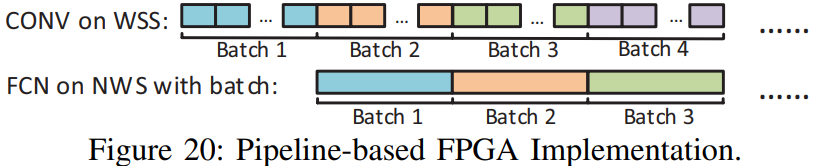 CONV on WSS: ... ... ... ... ......
Batch 1 Batch 2 Batch 3 Batch 4
FCN on NWS with batch: ......
Batch 1 Batch 2 Batch 3
Figure 20: Pipeline-based FPGA Implementation.